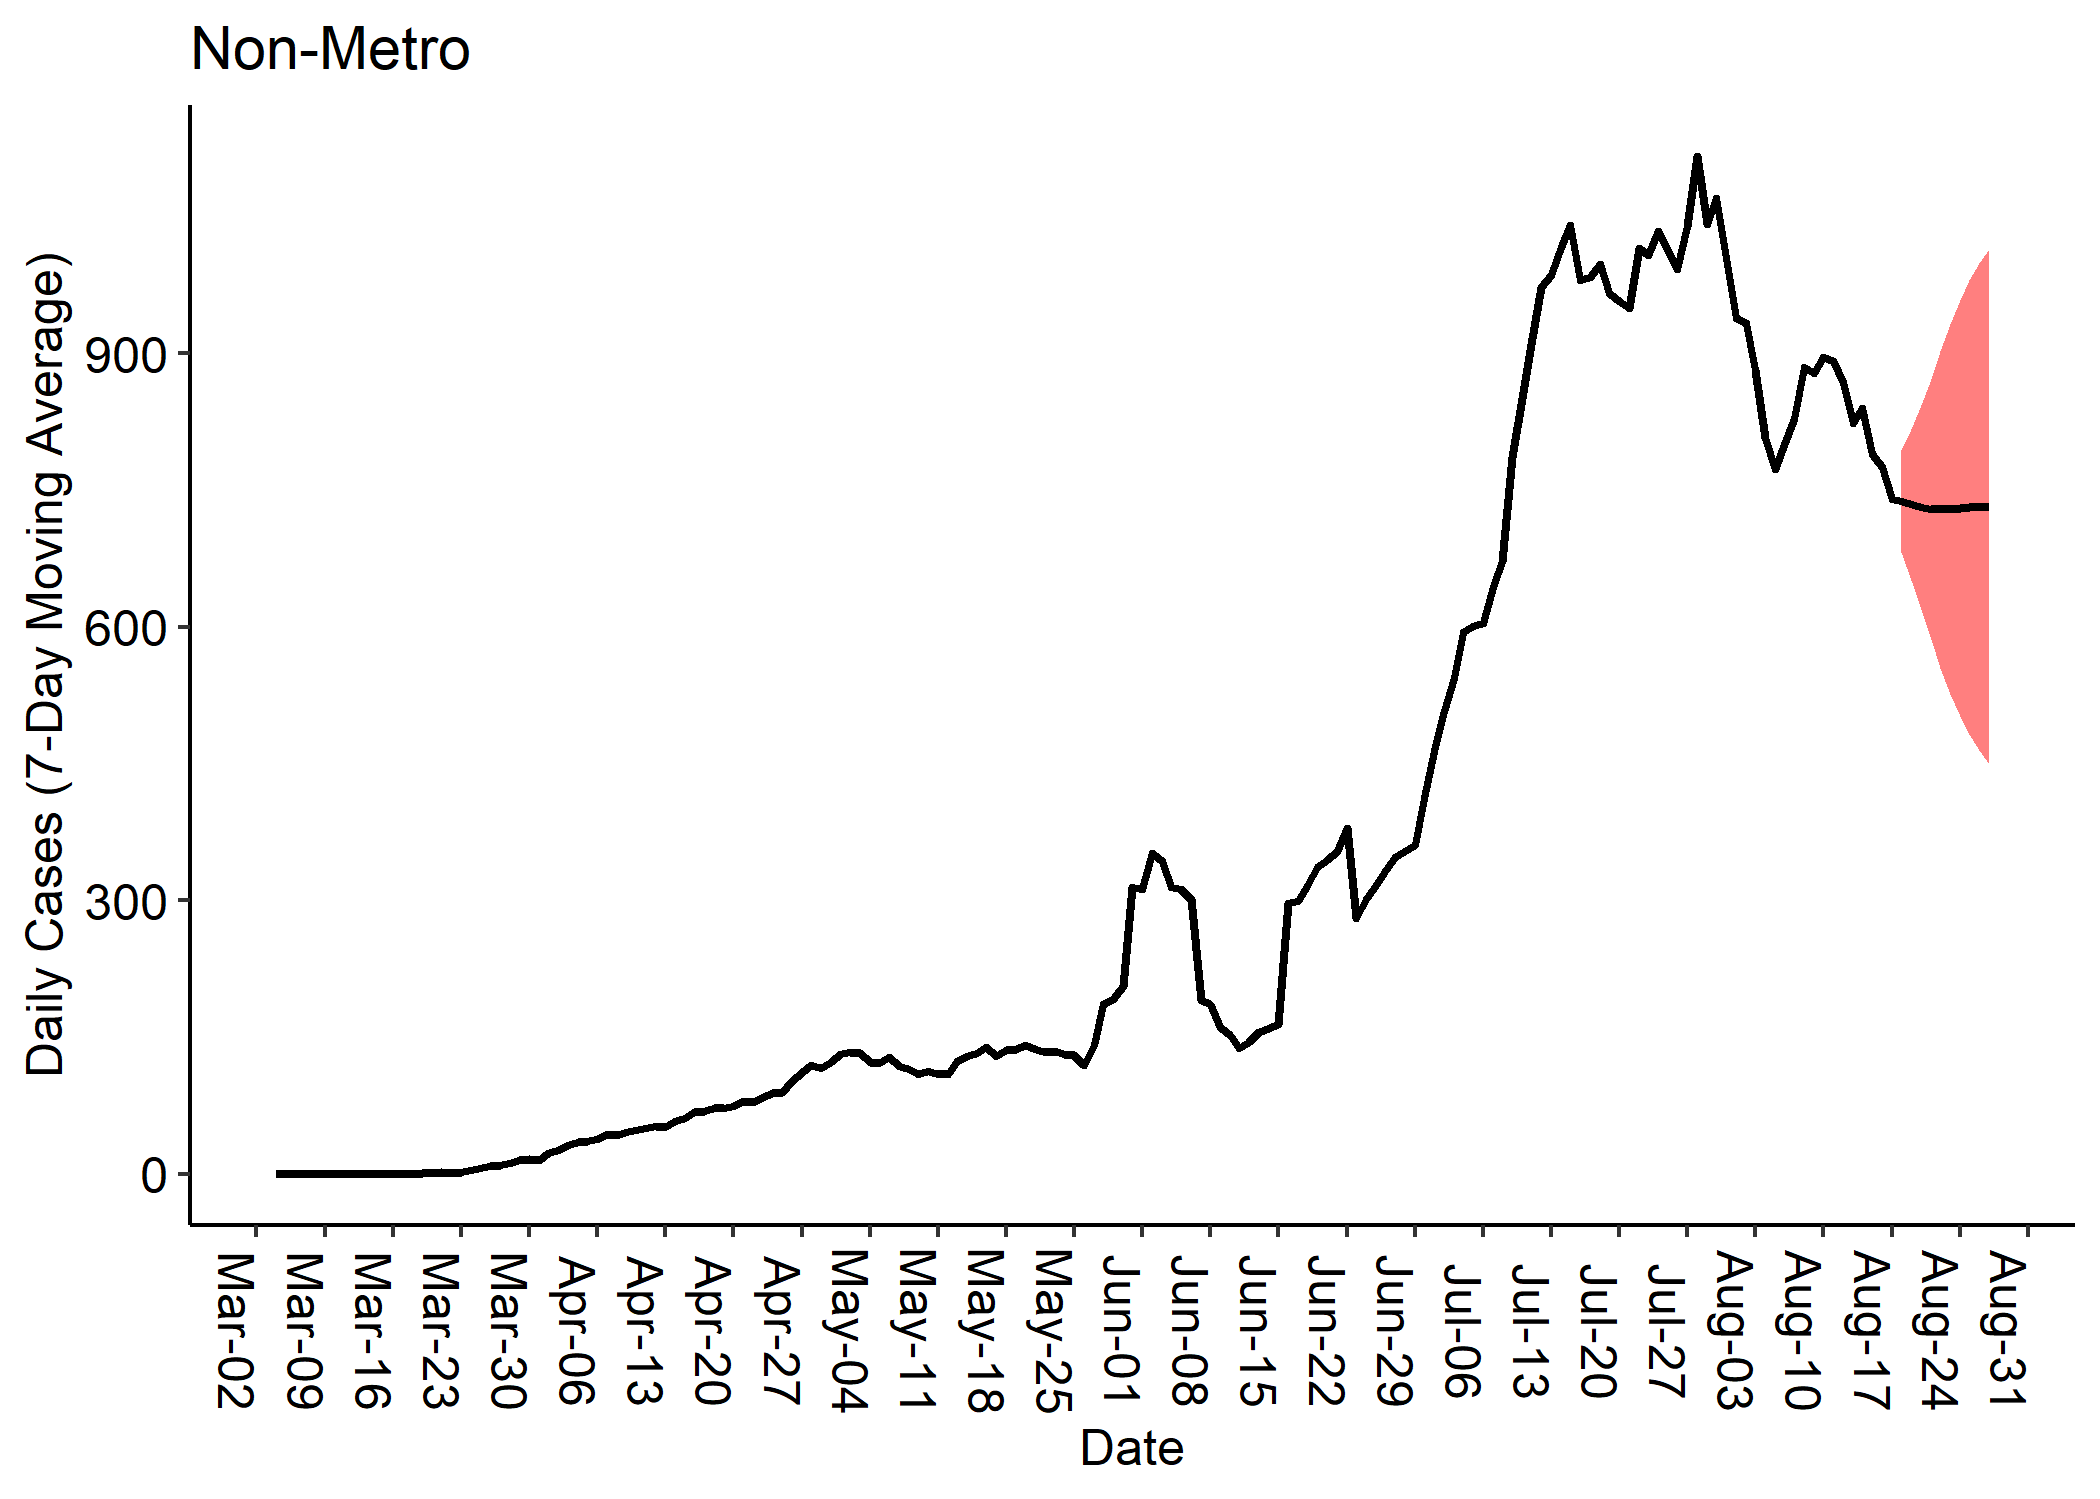 Non-Metro
Daily Cases (7-Day Moving Average)
900
600
300
0
Mar-02
Mar-09
Mar-16
Mar-23
Mar-30
Apr-06
Apr-13
Apr-20
Apr-27
May-04
May-11
May-18
May-25
Jun-01
Jun-08
Jun-15
Jun-22
Jun-29
Jul-06
Jul-13
Jul-20
Jul-27
Aug-03
Aug-10
Aug-17
Aug-24
Aug-31
Date